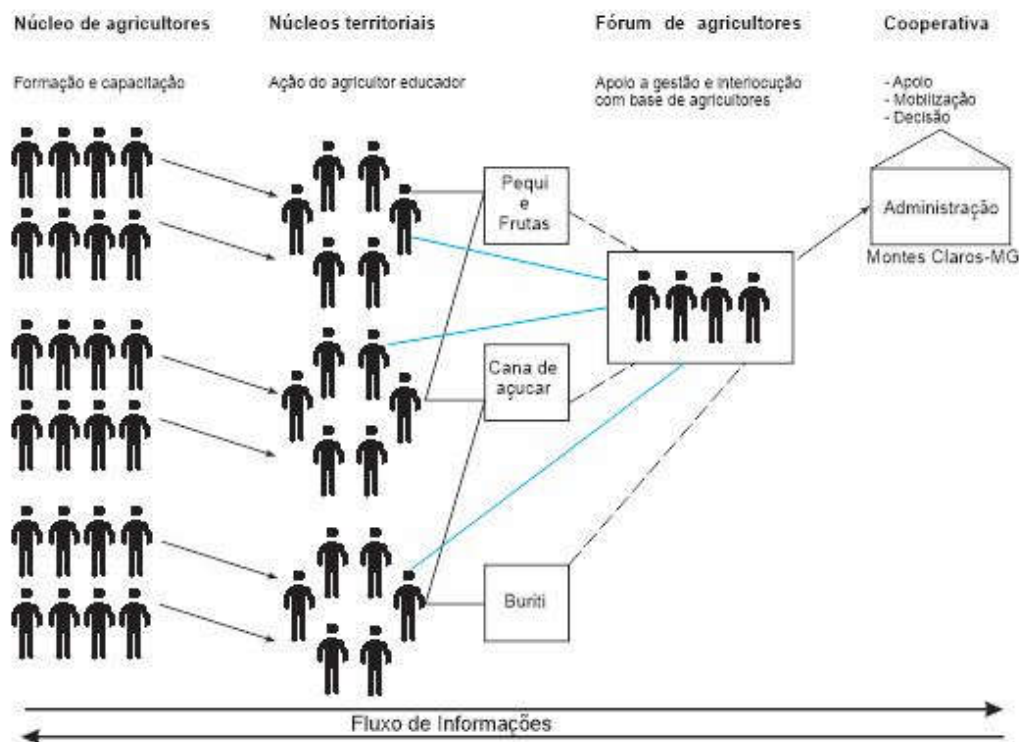 Núcleo de agricultores
Núcleos territoriais
Fórum de agricultores
Cooperativa
Formação e capacitação
Ação do agricultor educador
Apoio a gestão e interlocução
com base de agricultores
- Apoio
- Mobilização
- Decisão
Pequi
e
Frutas
Administração
Montes Claros-MG
Cana de
açucar
Buriti
Fluxo de Informações